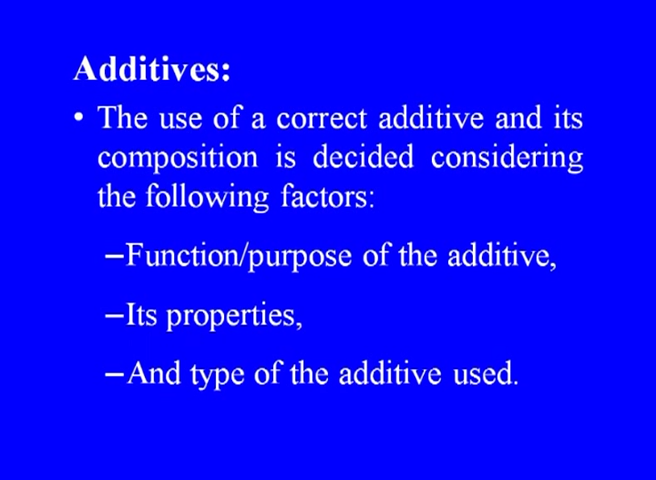 Additives:
• The use of a correct additive and its
composition is decided considering
the following factors:
–Function/purpose of the additive,
–Its properties,
–And type of the additive used.